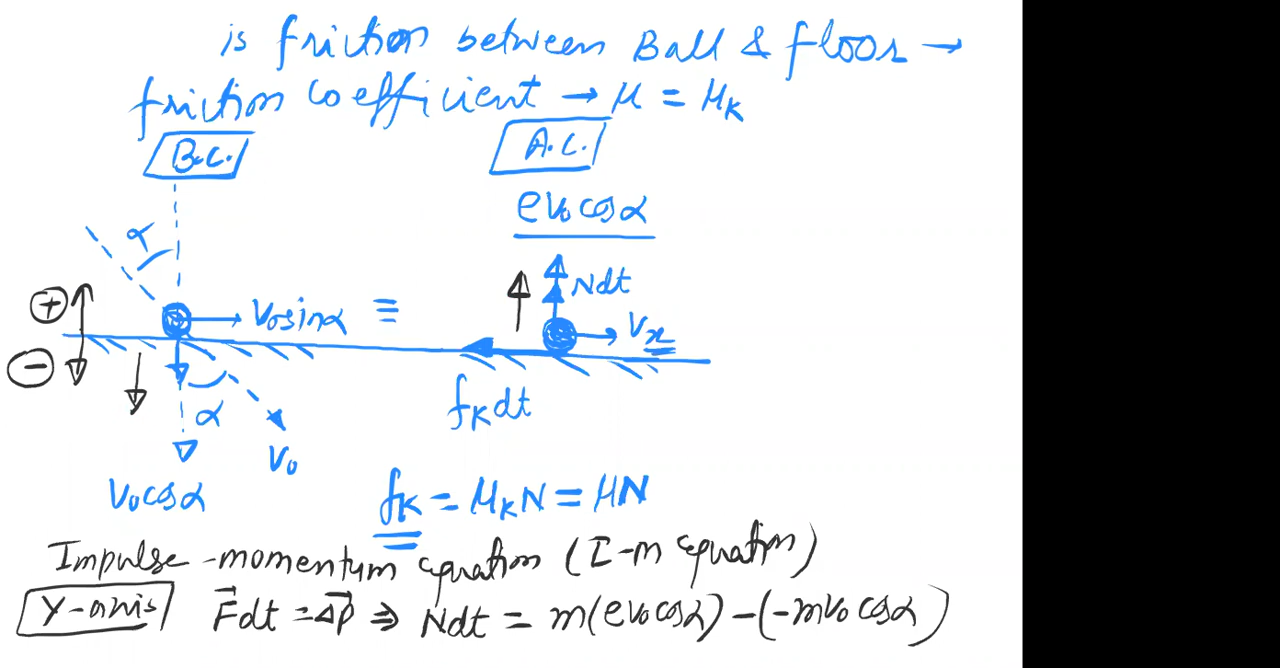 is friction between Ball & floor →
friction coefficient → μ = μₖ
B.C.
A.C.
ev₀cosα
α
Ndt
+
v₀sinα ≡
vₓ
−
α
fₖdt
v₀
v₀cosα
fₖ = μₖN = μN
Impulse-momentum equation (I-m equation)
Y-axis F⃗dt = ΔP⃗ ⇒ Ndt = m(ev₀cosα) − (−mv₀cosα)